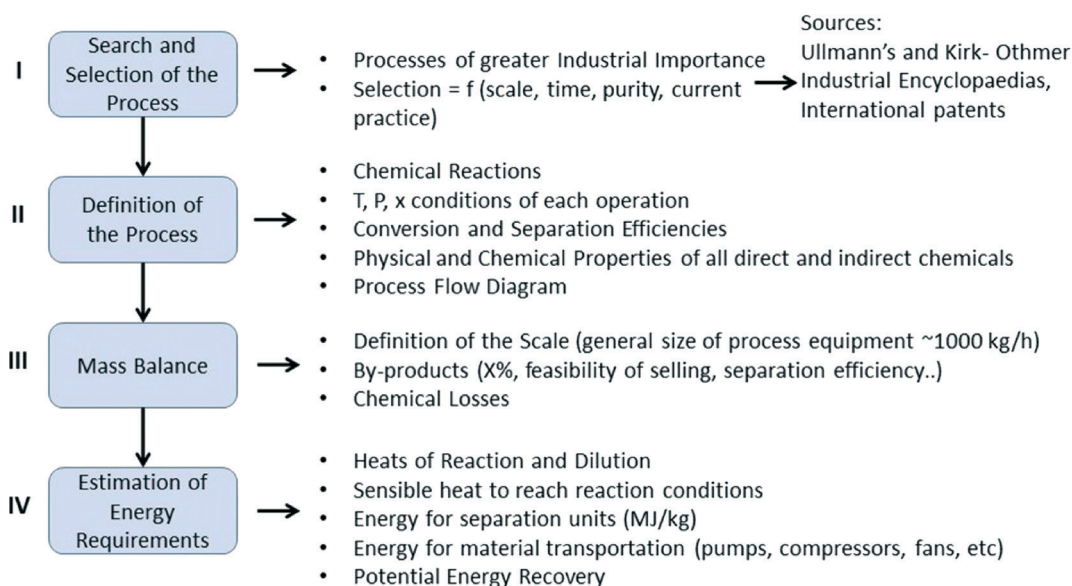 I
Search and
Selection of the
Process
• Processes of greater Industrial Importance
• Selection = f (scale, time, purity, current
practice)
Sources:
Ullmann's and Kirk- Othmer
Industrial Encyclopaedias,
International patents
II
Definition of
the Process
• Chemical Reactions
• T, P, x conditions of each operation
• Conversion and Separation Efficiencies
• Physical and Chemical Properties of all direct and indirect chemicals
• Process Flow Diagram
III
Mass Balance
• Definition of the Scale (general size of process equipment ~1000 kg/h)
• By-products (X%, feasibility of selling, separation efficiency..)
• Chemical Losses
IV
Estimation of
Energy
Requirements
• Heats of Reaction and Dilution
• Sensible heat to reach reaction conditions
• Energy for separation units (MJ/kg)
• Energy for material transportation (pumps, compressors, fans, etc)
• Potential Energy Recovery